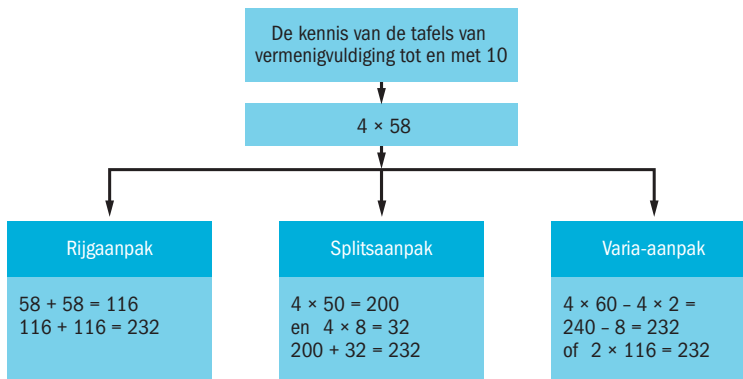 De kennis van de tafels van
vermenigvuldiging tot en met 10
4 × 58
Rijgaanpak
58 + 58 = 116
116 + 116 = 232
Splitsaanpak
4 × 50 = 200
en 4 × 8 = 32
200 + 32 = 232
Varia-aanpak
4 × 60 – 4 × 2 =
240 – 8 = 232
of 2 × 116 = 232